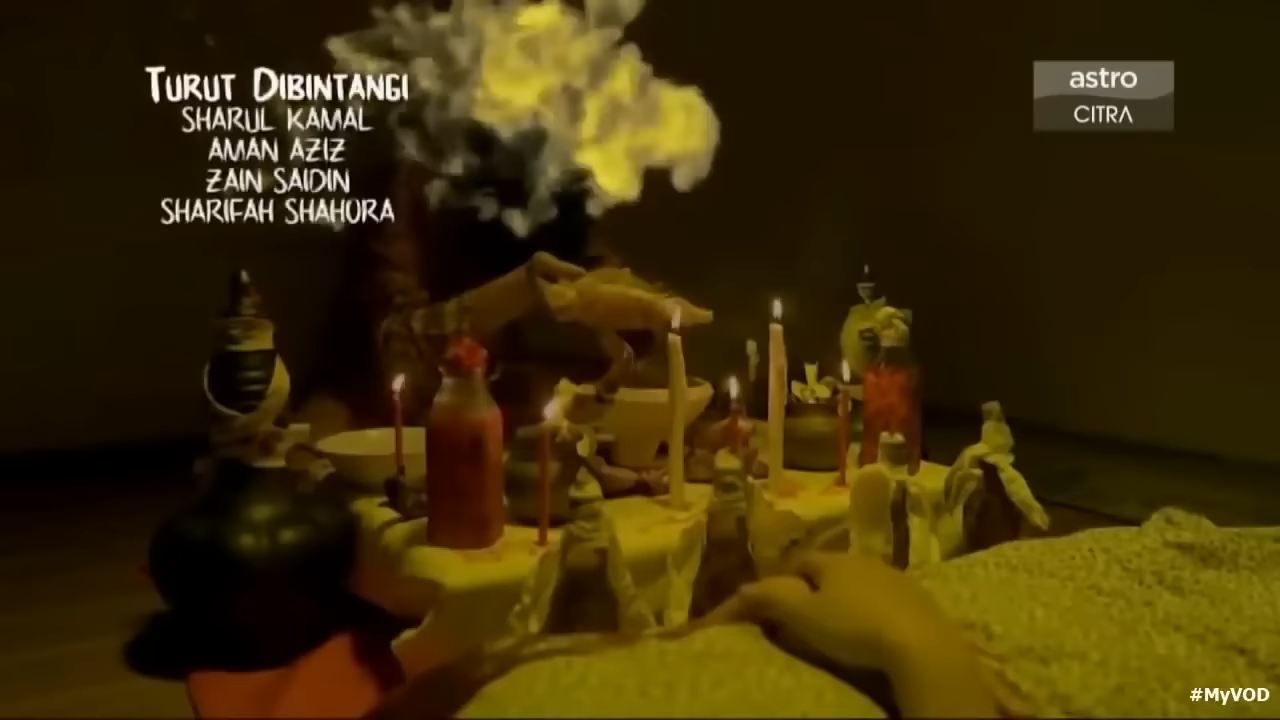 TURUT DIBINTANGI
SHARUL KAMAL
AMAN AZIZ
ZAIN SAIDIN
SHARIFAH SHAHORA
astro
CITRA
#MyVOD